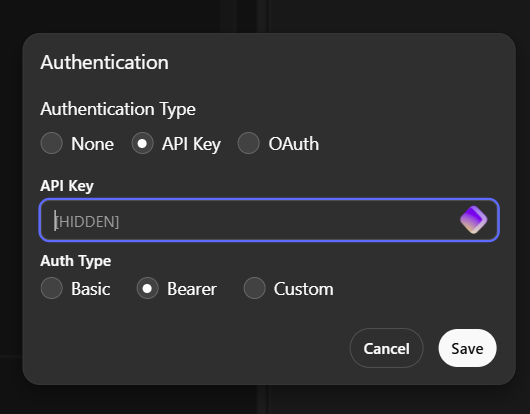 Authentication
Authentication Type
None API Key OAuth
API Key
[HIDDEN]
Auth Type
Basic Bearer Custom
Cancel Save